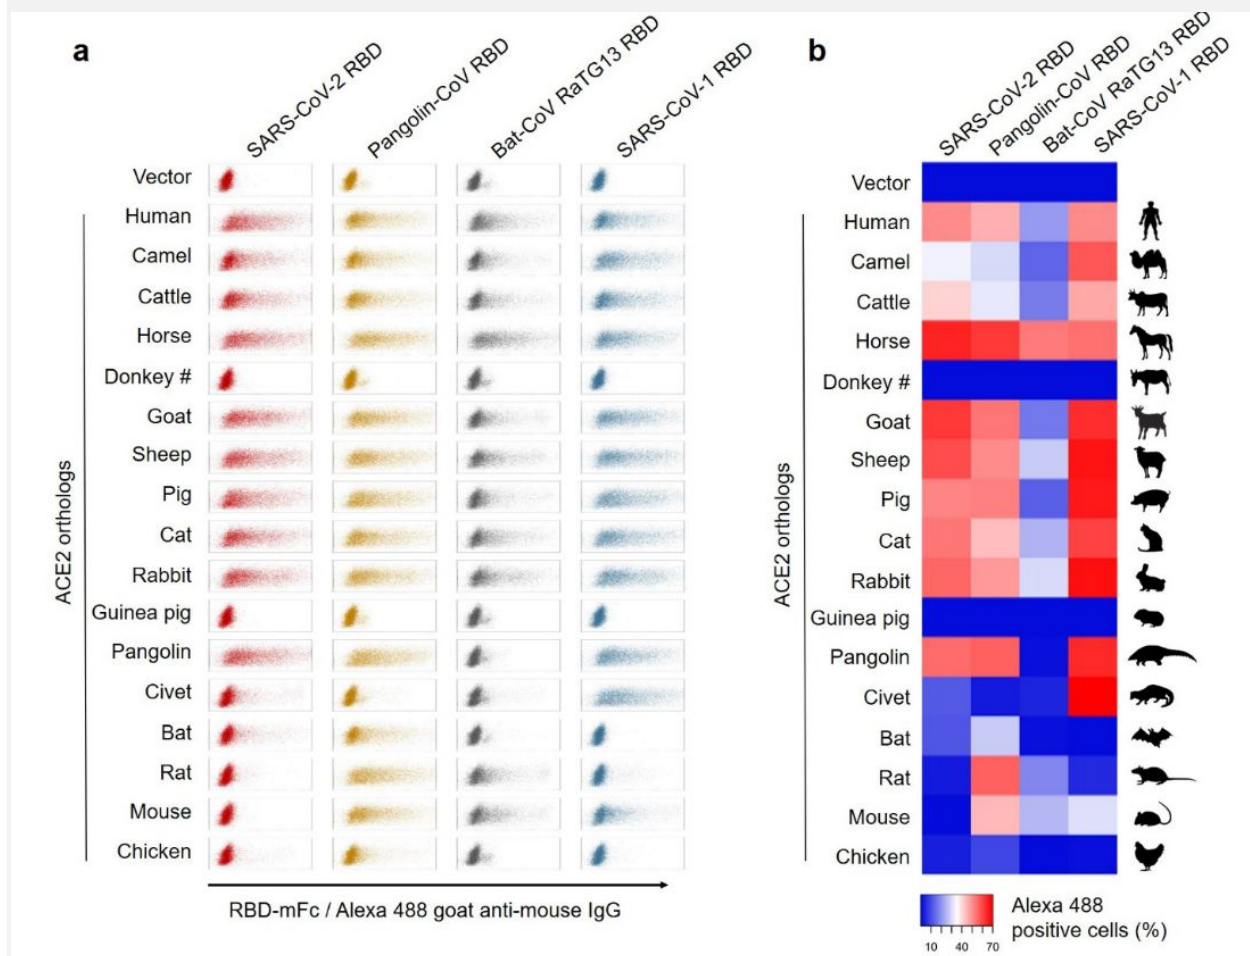 a
SARS-CoV-2 RBD
Pangolin-CoV RBD
Bat-CoV RaTG13 RBD
SARS-CoV-1 RBD
Vector
Human
Camel
Cattle
Horse
Donkey #
Goat
Sheep
Pig
Cat
Rabbit
Guinea pig
Pangolin
Civet
Bat
Rat
Mouse
Chicken
ACE2 orthologs
RBD-mFc / Alexa 488 goat anti-mouse IgG
b
SARS-CoV-2 RBD
Pangolin-CoV RBD
Bat-CoV RaTG13 RBD
SARS-CoV-1 RBD
Vector
Human
Camel
Cattle
Horse
Donkey #
Goat
Sheep
Pig
Cat
Rabbit
Guinea pig
Pangolin
Civet
Bat
Rat
Mouse
Chicken
ACE2 orthologs
10 40 70
Alexa 488
positive cells (%)